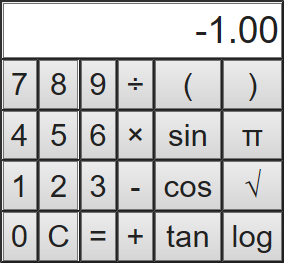 -1.00
7 8 9 ÷ ( )
4 5 6 × sin π
1 2 3 - cos √
0 C = + tan log